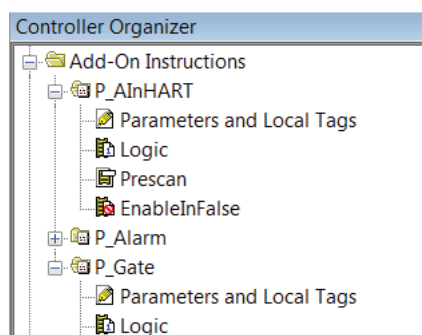 Controller Organizer
Add-On Instructions
P_AInHART
Parameters and Local Tags
Logic
Prescan
EnableInFalse
P_Alarm
P_Gate
Parameters and Local Tags
Logic